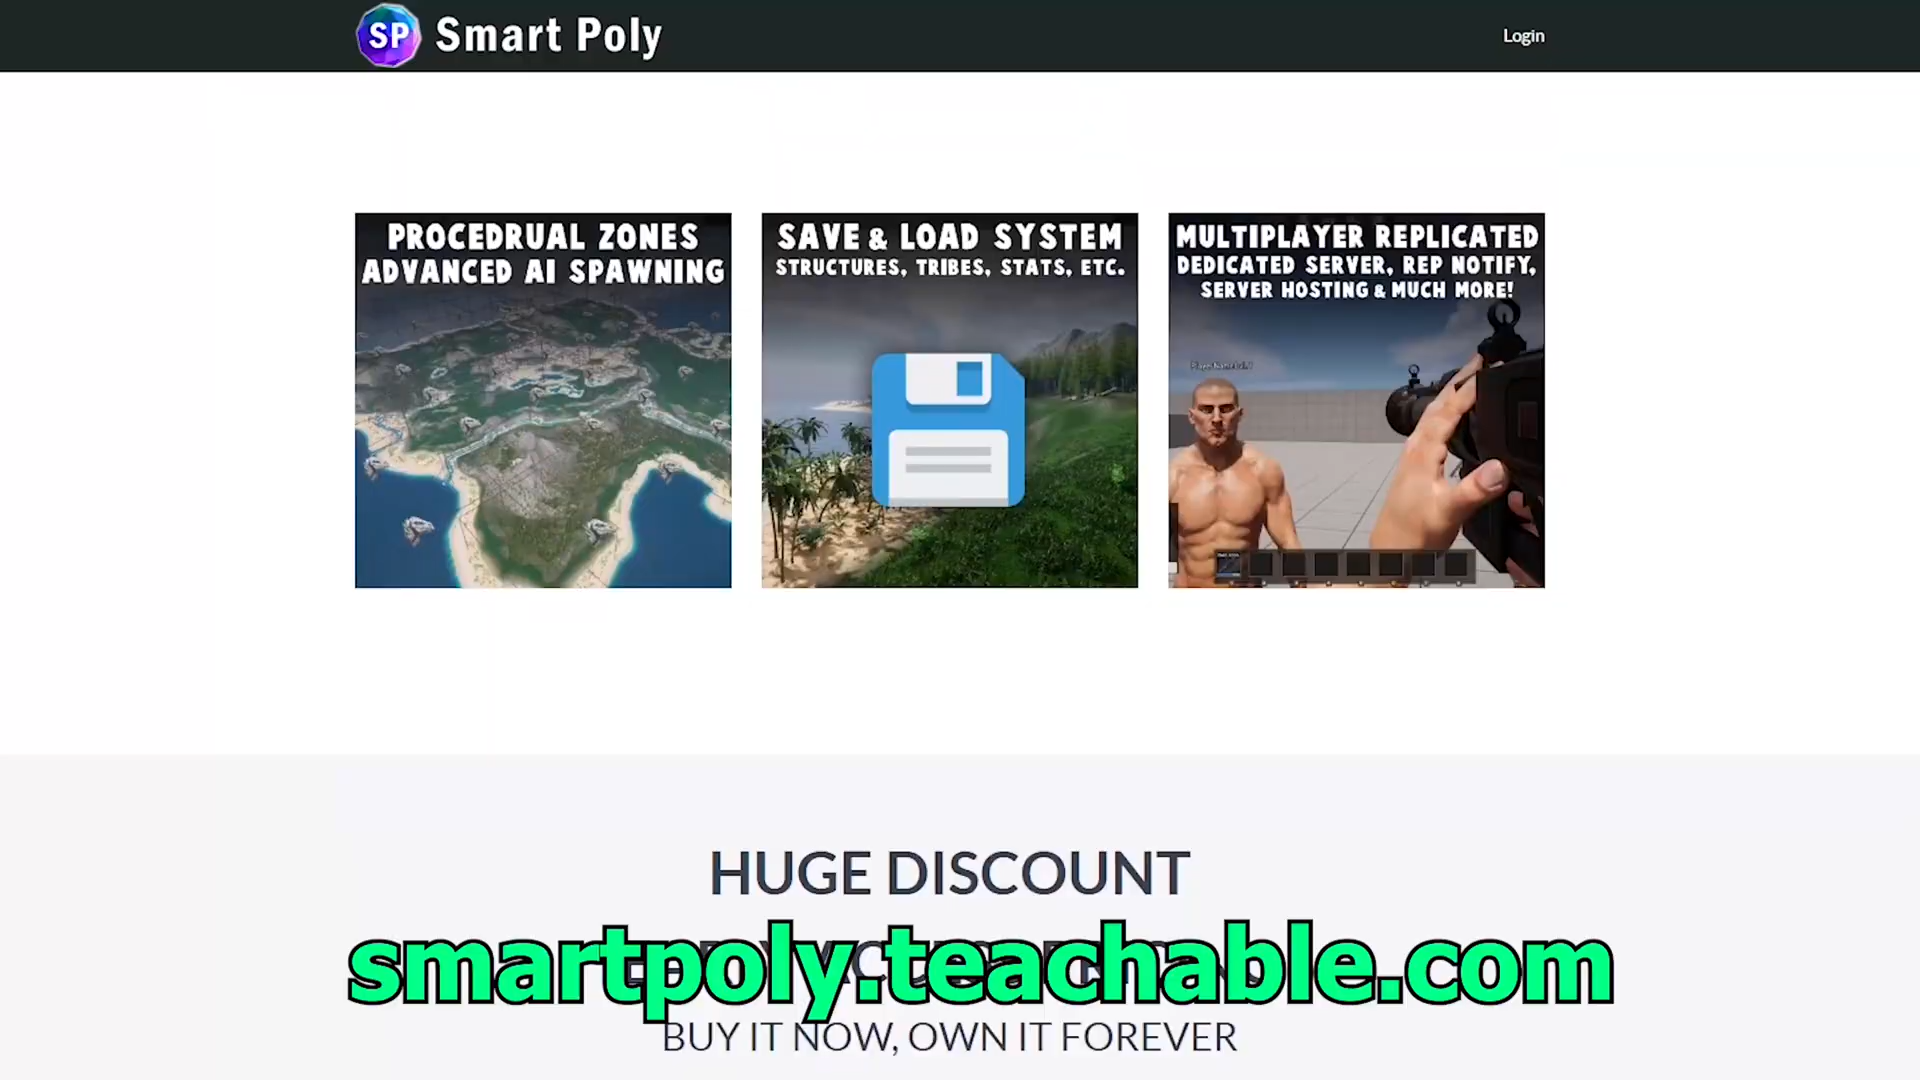 SP Smart Poly
Login
PROCEDRUAL ZONES
ADVANCED AI SPAWNING
SAVE & LOAD SYSTEM
STRUCTURES, TRIBES, STATS, ETC.
MULTIPLAYER REPLICATED
DEDICATED SERVER, REP NOTIFY,
SERVER HOSTING & MUCH MORE!
HUGE DISCOUNT
smartpoly.teachable.com
BUY IT NOW, OWN IT FOREVER